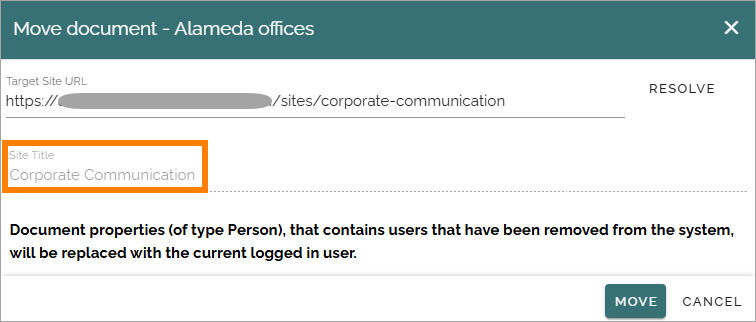 Move document - Alameda offices
Target Site URL
https:// /sites/corporate-communication
RESOLVE
Site Title
Corporate Communication
Document properties (of type Person), that contains users that have been removed from the system,
will be replaced with the current logged in user.
MOVE
CANCEL